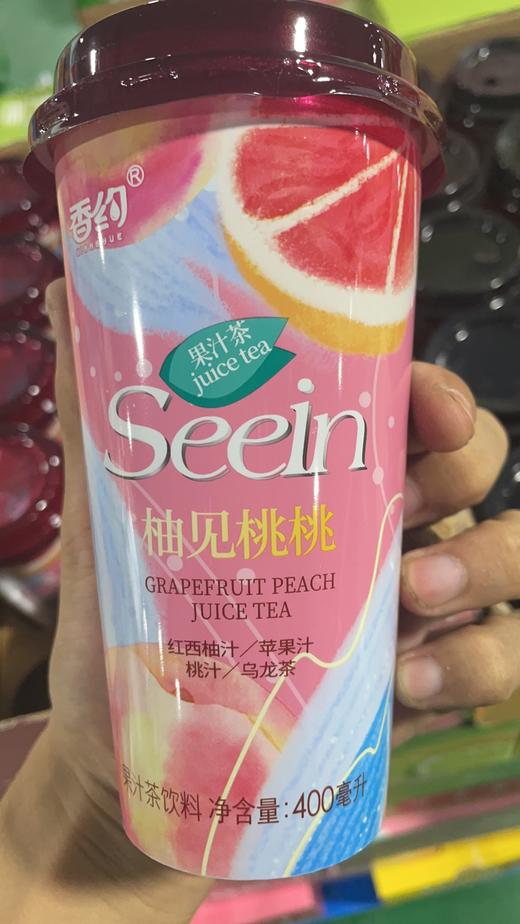 香约®
XIANGYUE
果汁茶
juice tea
Seein
柚见桃桃
GRAPEFRUIT PEACH
JUICE TEA
红西柚汁/苹果汁
桃汁/乌龙茶
果汁茶饮料 净含量:400毫升